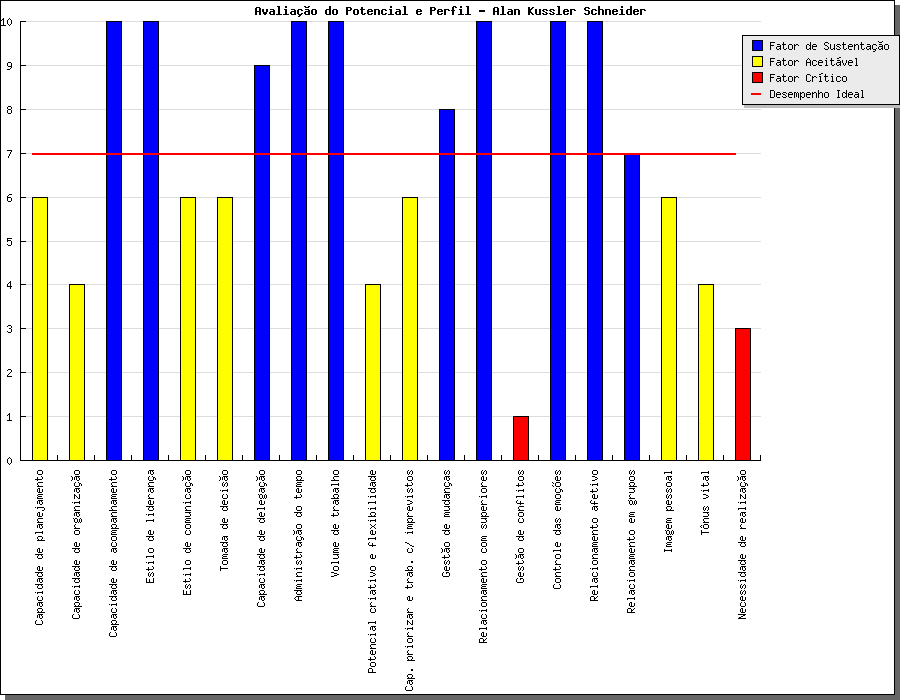 Avaliação do Potencial e Perfil - Alan Kussler Schneider
Fator de Sustentação
Fator Aceitável
Fator Crítico
Desempenho Ideal
10
9
8
7
6
5
4
3
2
1
0
Capacidade de planejamento
Capacidade de organização
Capacidade de acompanhamento
Estilo de liderança
Estilo de comunicação
Tomada de decisão
Capacidade de delegação
Administração do tempo
Volume de trabalho
Potencial criativo e flexibilidade
Cap. priorizar e trab. c/ imprevistos
Gestão de mudanças
Relacionamento com superiores
Gestão de conflitos
Controle das emoções
Relacionamento afetivo
Relacionamento em grupos
Imagem pessoal
Tônus vital
Necessidade de realização